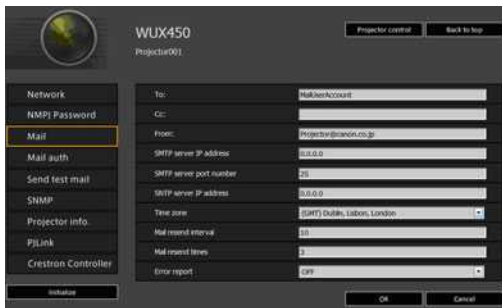 WUX450
Projector001
Projector control
Back to top
Network
NMPJ Password
Mail
Mail auth
Send test mail
SNMP
Projector info.
PJLink
Crestron Controller
Initialize
To: MailUserAccount
Cc:
From: Projector@canon.co.jp
SMTP server IP address 0.0.0.0
SMTP server port number 25
SNTP server IP address 0.0.0.0
Time zone (GMT) Dublin, Lisbon, London
Mail resend interval 10
Mail resend times 3
Error report OFF
OK
Cancel